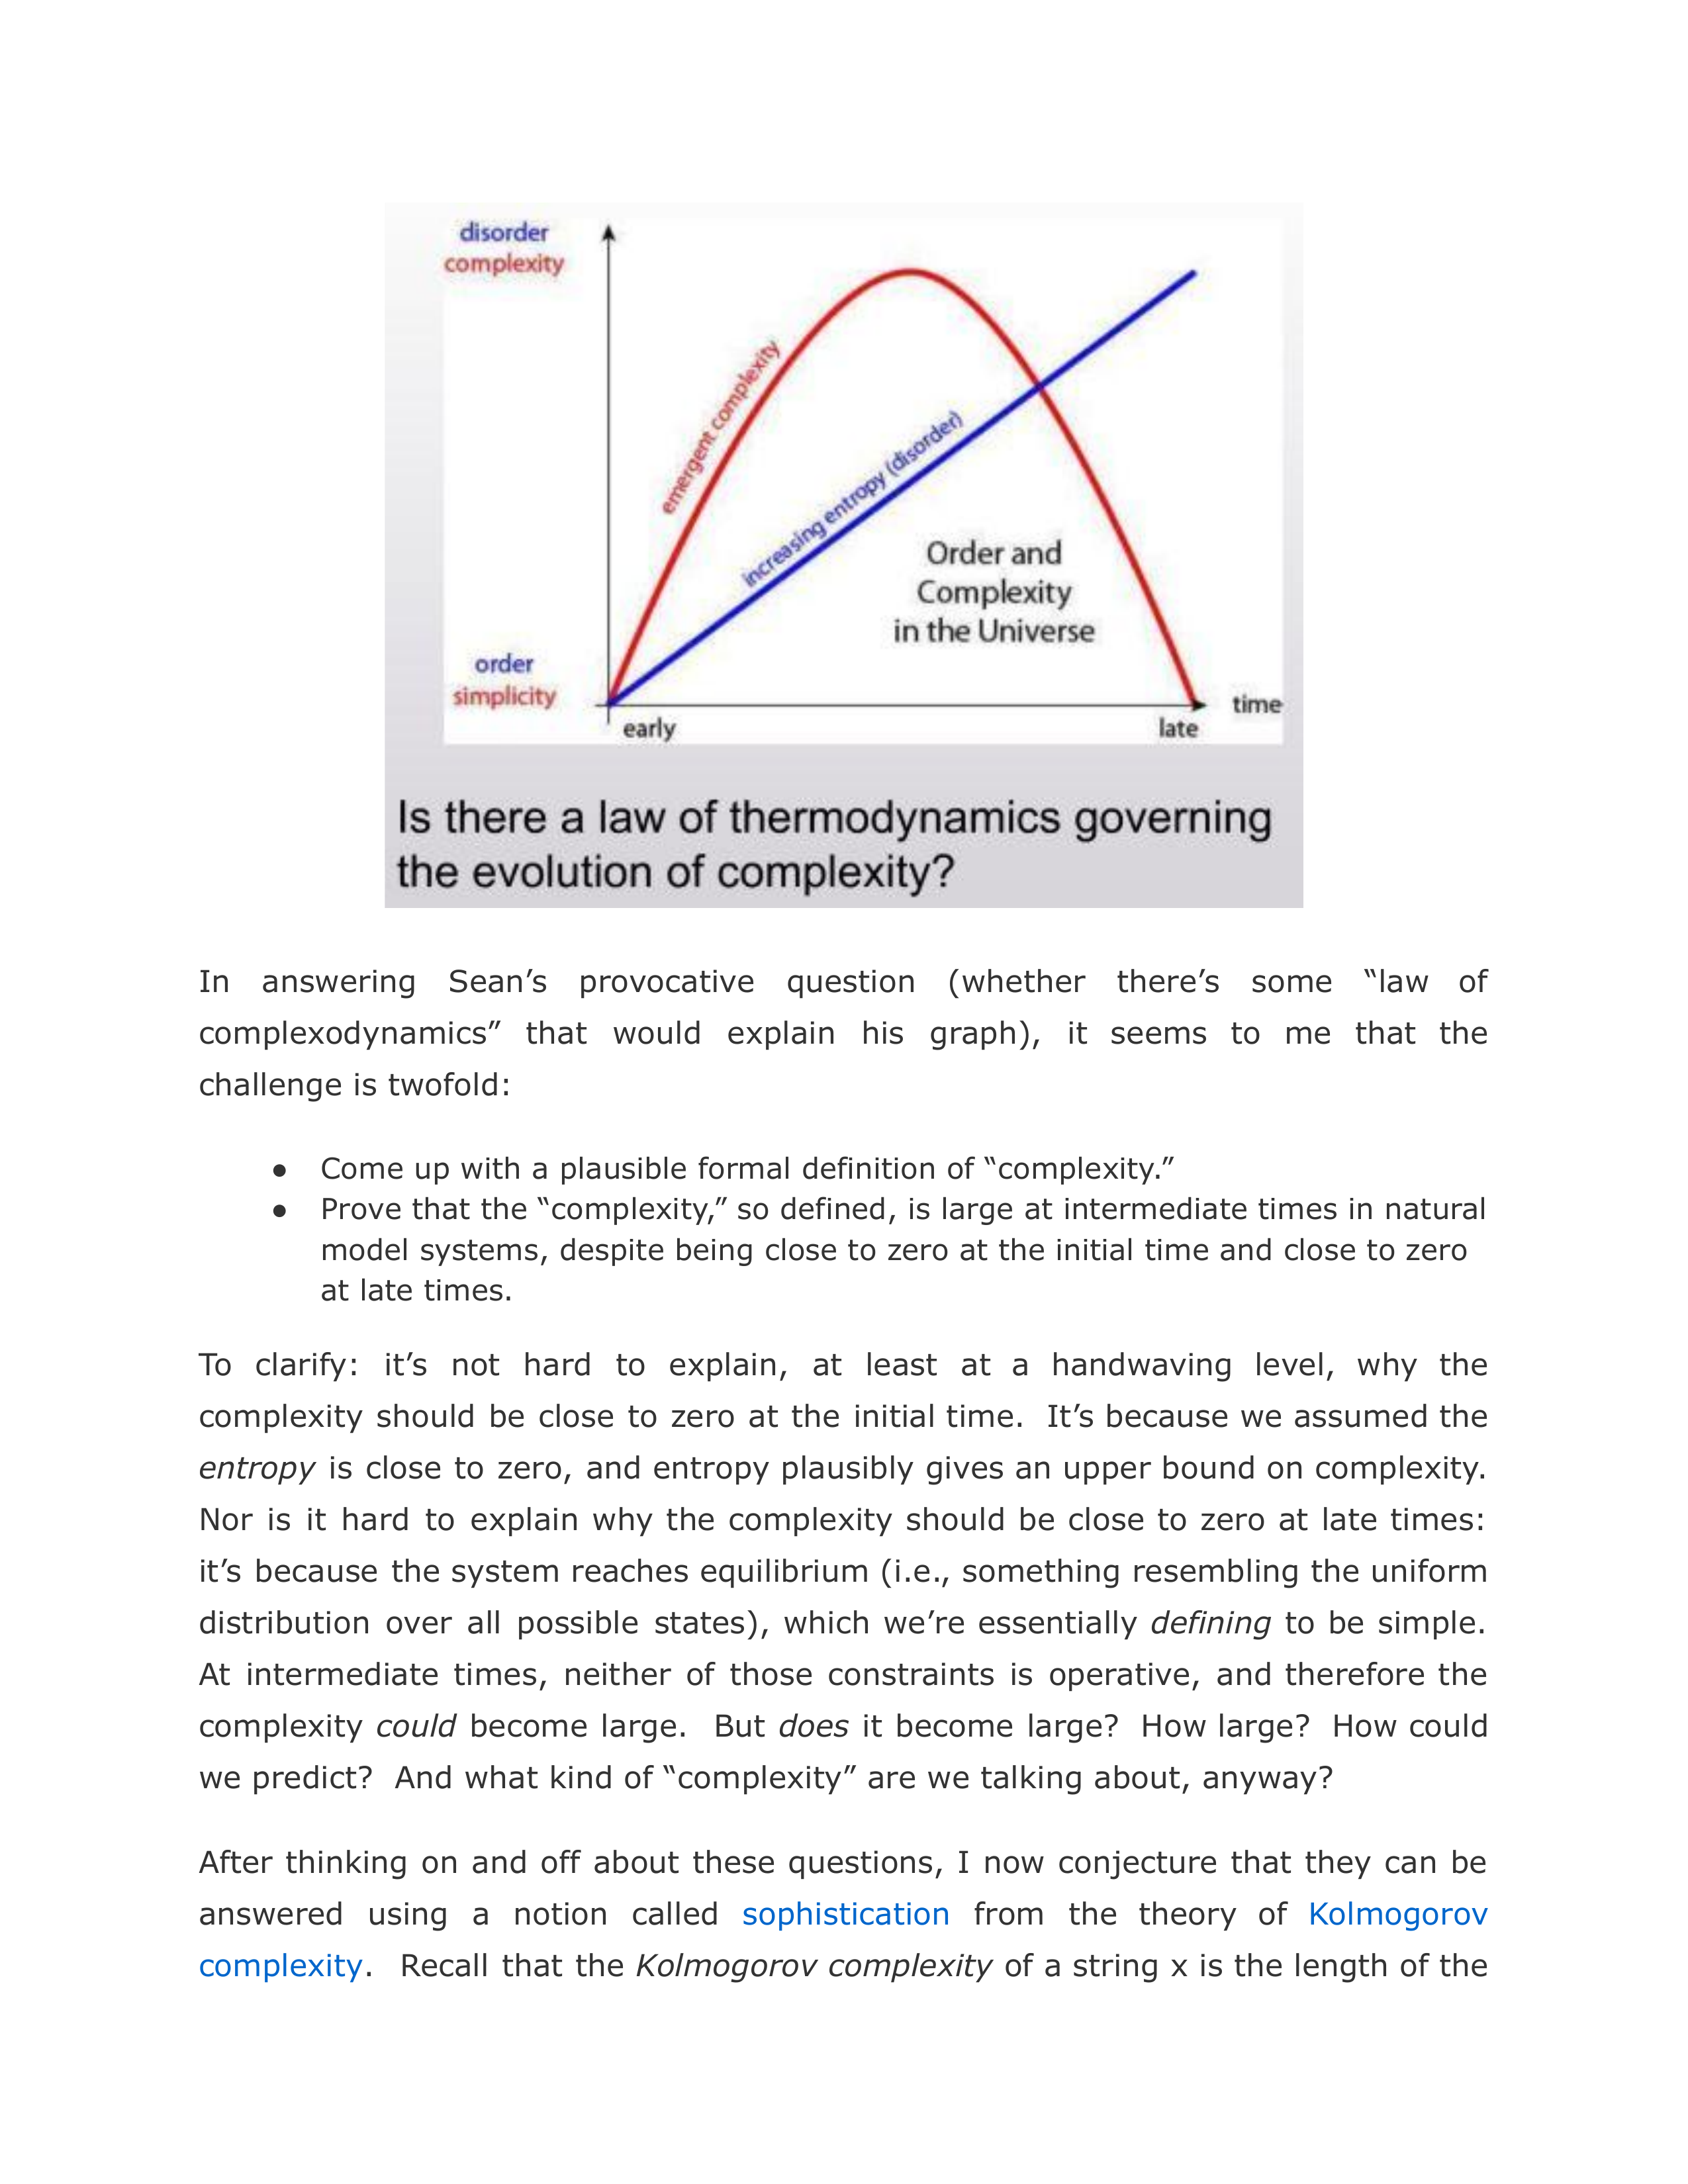 disorder
complexity
emergent complexity
increasing entropy (disorder)
Order and
Complexity
in the Universe
order
simplicity
time
early
late
Is there a law of thermodynamics governing
the evolution of complexity?
In answering Sean’s provocative question (whether there’s some “law of
complexodynamics” that would explain his graph), it seems to me that the
challenge is twofold:
● Come up with a plausible formal definition of “complexity.”
● Prove that the “complexity,” so defined, is large at intermediate times in natural
model systems, despite being close to zero at the initial time and close to zero
at late times.
To clarify: it’s not hard to explain, at least at a handwaving level, why the
complexity should be close to zero at the initial time. It’s because we assumed the
entropy is close to zero, and entropy plausibly gives an upper bound on complexity.
Nor is it hard to explain why the complexity should be close to zero at late times:
it’s because the system reaches equilibrium (i.e., something resembling the uniform
distribution over all possible states), which we’re essentially defining to be simple.
At intermediate times, neither of those constraints is operative, and therefore the
complexity could become large. But does it become large? How large? How could
we predict? And what kind of “complexity” are we talking about, anyway?
After thinking on and off about these questions, I now conjecture that they can be
answered using a notion called sophistication from the theory of Kolmogorov
complexity. Recall that the Kolmogorov complexity of a string x is the length of the